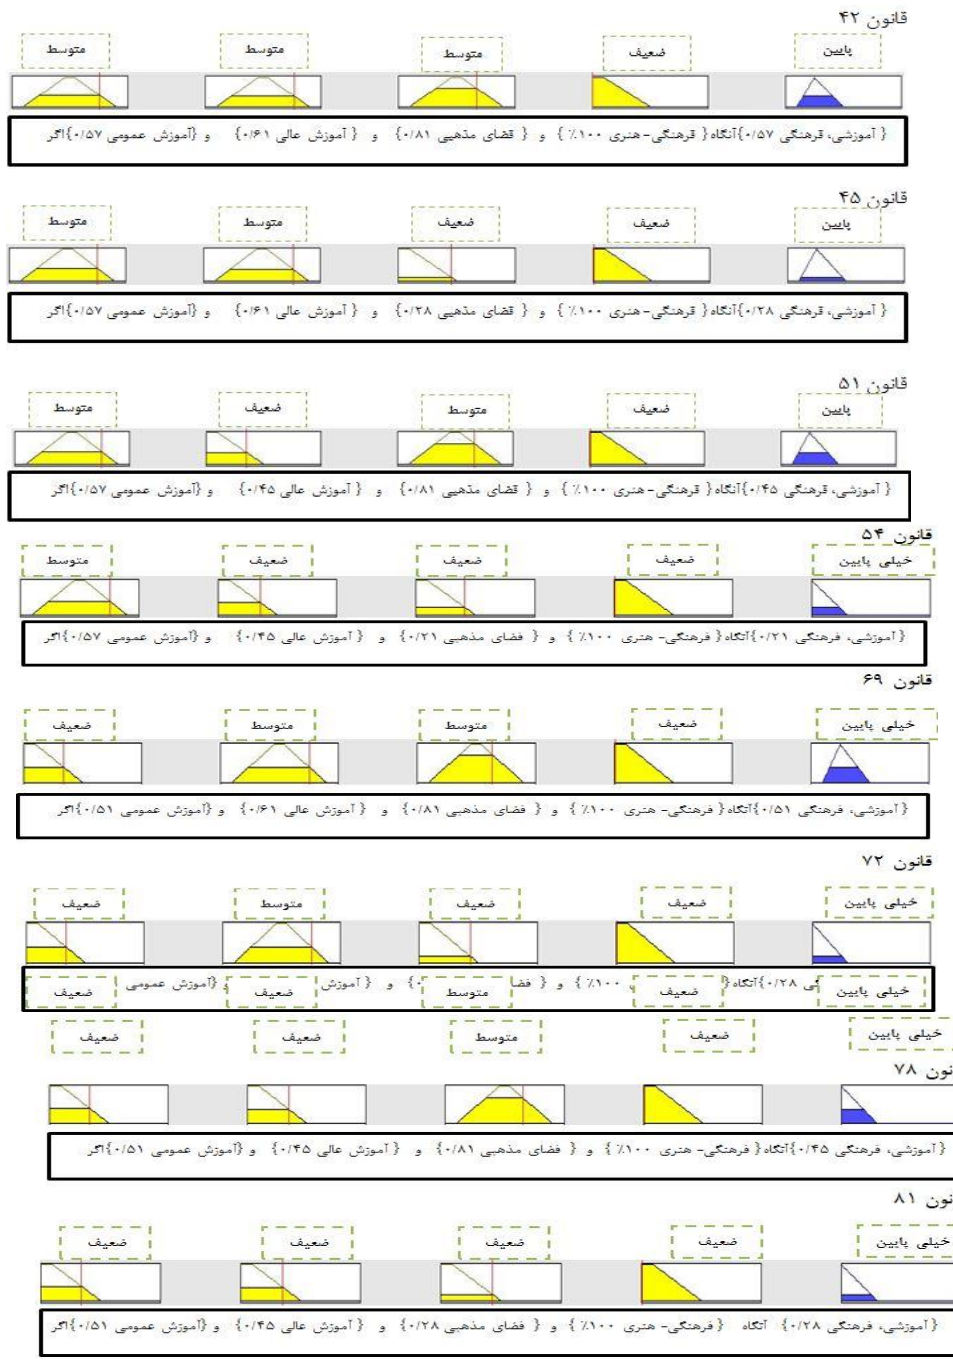 قانون ۴۲
متوسط متوسط متوسط ضعیف پایین
{ آموزشی، فرهنگی ۰/۵۷}آنگاه { فرهنگی- هنری ۱۰۰٪ } و { فضای مذهبی ۰/۸۱} و { آموزش عالی ۰/۶۱} و {آموزش عمومی ۰/۵۷}اگر
قانون ۴۵
متوسط متوسط ضعیف ضعیف پایین
{ آموزشی، فرهنگی ۰/۲۸}آنگاه { فرهنگی- هنری ۱۰۰٪ } و { فضای مذهبی ۰/۲۸} و { آموزش عالی ۰/۶۱} و {آموزش عمومی ۰/۵۷}اگر
قانون ۵۱
متوسط ضعیف متوسط ضعیف پایین
{ آموزشی، فرهنگی ۰/۴۵}آنگاه { فرهنگی- هنری ۱۰۰٪ } و { فضای مذهبی ۰/۸۱} و { آموزش عالی ۰/۴۵} و {آموزش عمومی ۰/۵۷}اگر
قانون ۵۴
متوسط ضعیف ضعیف ضعیف خیلی پایین
{ آموزشی، فرهنگی ۰/۲۱}آنگاه { فرهنگی- هنری ۱۰۰٪ } و { فضای مذهبی ۰/۲۱} و { آموزش عالی ۰/۴۵} و {آموزش عمومی ۰/۵۷}اگر
قانون ۶۹
ضعیف متوسط متوسط ضعیف خیلی پایین
{ آموزشی، فرهنگی ۰/۵۱}آنگاه { فرهنگی- هنری ۱۰۰٪ } و { فضای مذهبی ۰/۸۱} و { آموزش عالی ۰/۶۱} و {آموزش عمومی ۰/۵۱}اگر
قانون ۷۲
ضعیف متوسط ضعیف ضعیف خیلی پایین
۰/۲۸}آنگاه { ۱۰۰٪ } و { و { آموزش و {آموزش عمومی
ضعیف ضعیف متوسط ضعیف خیلی پایین
ضعیف ضعیف متوسط ضعیف خیلی پایین
نون ۷۸
{ آموزشی، فرهنگی ۰/۴۵}آنگاه { فرهنگی- هنری ۱۰۰٪ } و { فضای مذهبی ۰/۸۱} و { آموزش عالی ۰/۴۵} و {آموزش عمومی ۰/۵۱}اگر
نون ۸۱
ضعیف ضعیف ضعیف ضعیف خیلی پایین
{ آموزشی، فرهنگی ۰/۲۸} آنگاه { فرهنگی- هنری ۱۰۰٪ } و { فضای مذهبی ۰/۲۸} و { آموزش عالی ۰/۴۵} و {آموزش عمومی ۰/۵۱}اگر